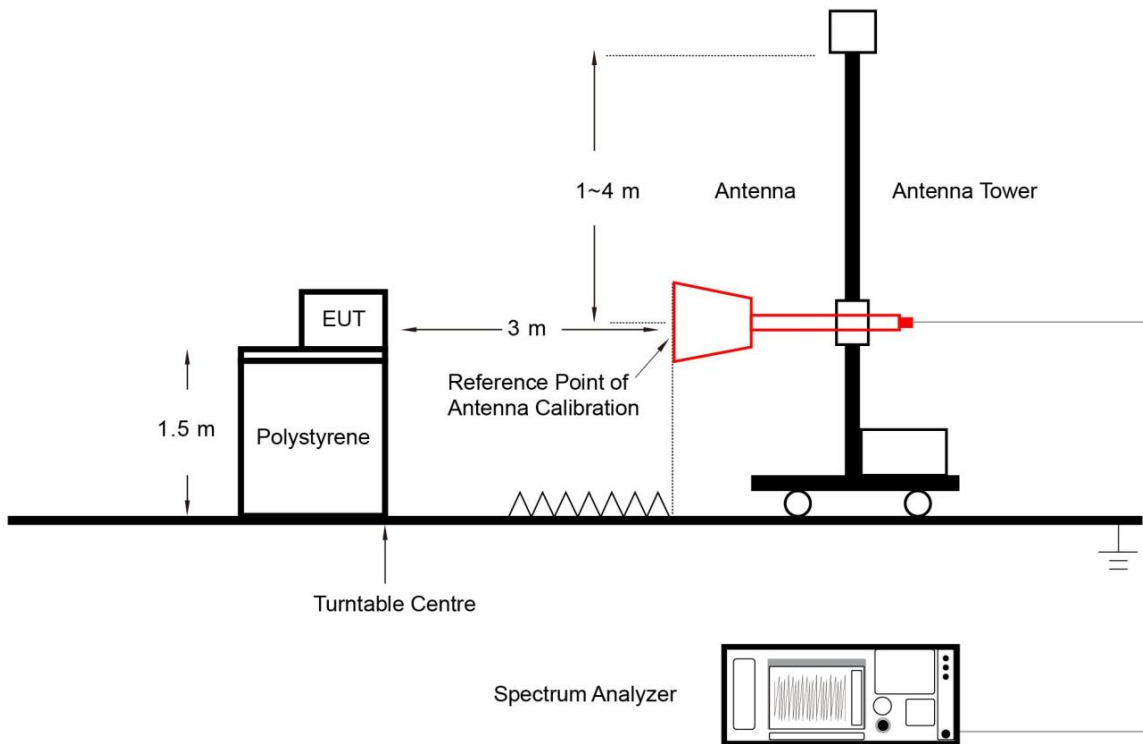 1~4 m
Antenna
Antenna Tower
EUT
3 m
Reference Point of
Antenna Calibration
1.5 m
Polystyrene
Turntable Centre
Spectrum Analyzer